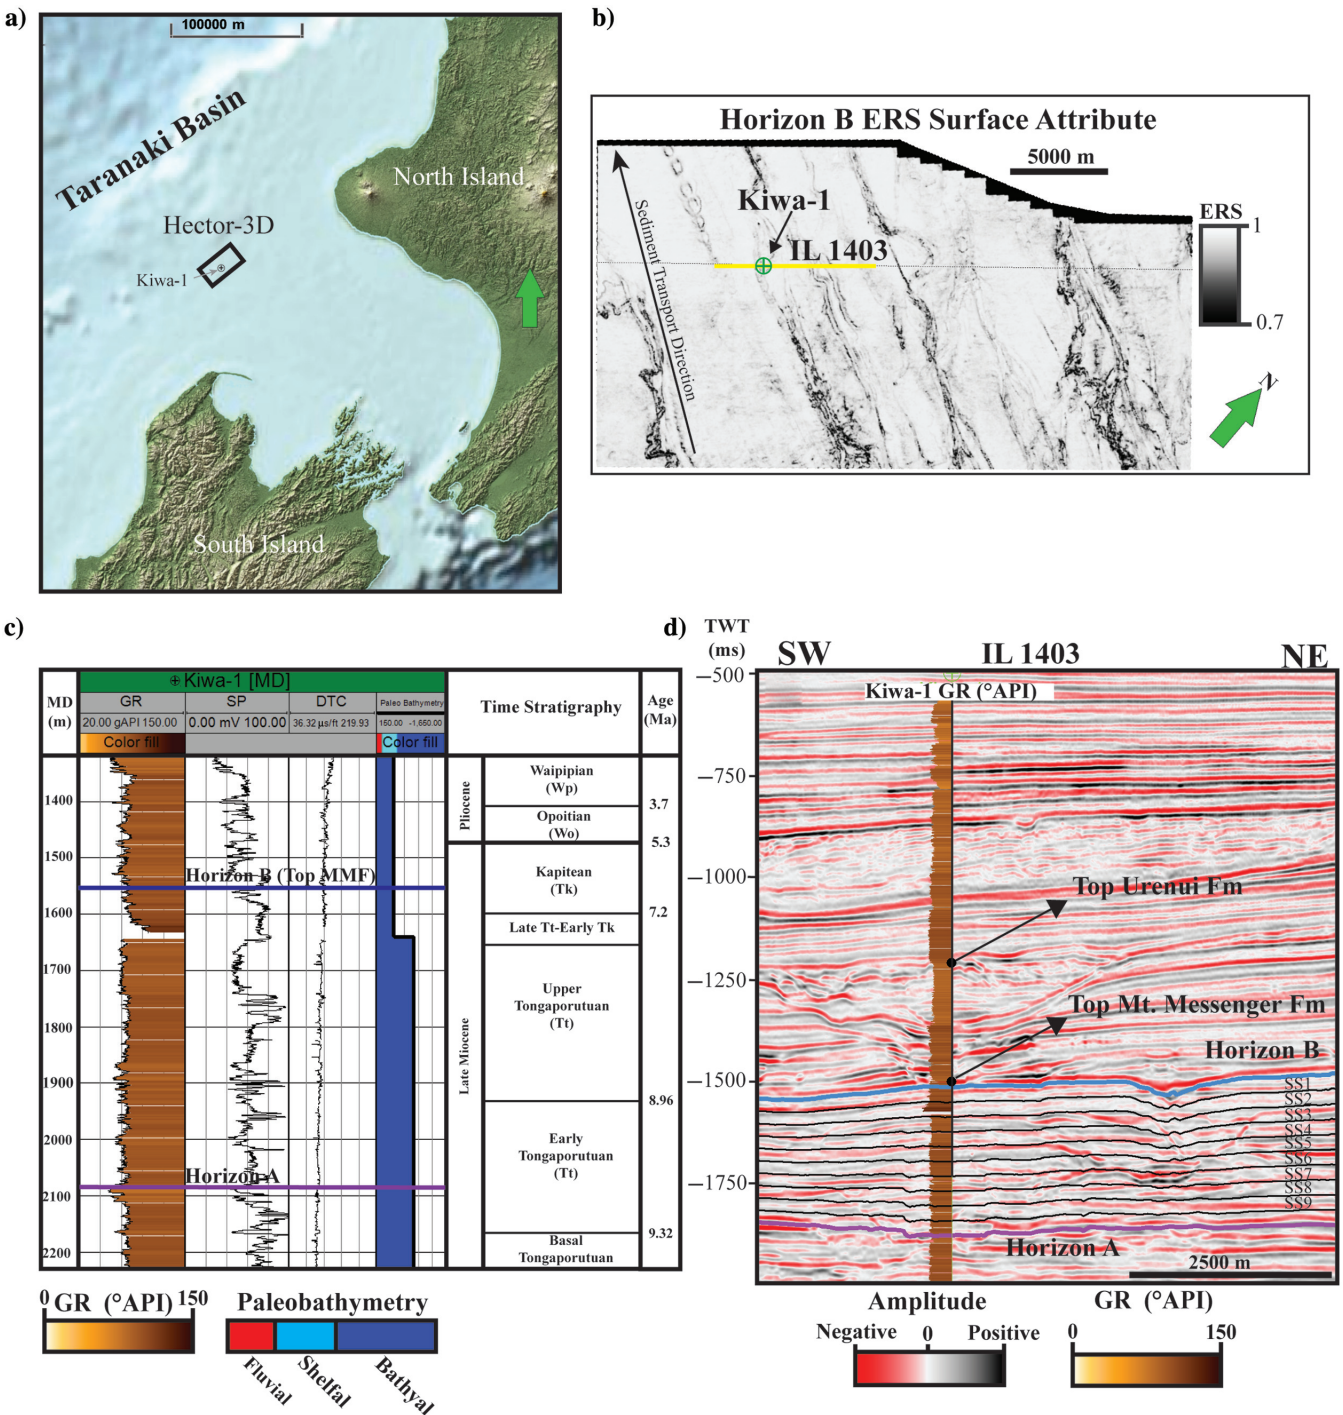 a)
100000 m
Taranaki Basin
North Island
Hector-3D
Kiwa-1
South Island
b)
Horizon B ERS Surface Attribute
5000 m
Kiwa-1
IL 1403
Sediment Transport Direction
ERS
1
0.7
N
c)
MD
(m)
Kiwa-1 [MD]
GR
SP
DTC
Paleo Bathymetry
20.00 gAPI 150.00
0.00 mV 100.00
36.32 µs/ft 219.93
150.00 -1,650.00
Color fill
Color fill
Time Stratigraphy
Age
(Ma)
1400
1500
1600
1700
1800
1900
2000
2100
2200
Horizon B (Top MMF)
Horizon A
Pliocene
Late Miocene
Waipipian
(Wp)
3.7
Opoitian
(Wo)
5.3
Kapitean
(Tk)
7.2
Late Tt-Early Tk
Upper
Tongaporutuan
(Tt)
8.96
Early
Tongaporutuan
(Tt)
9.32
Basal
Tongaporutuan
0 GR (°API) 150
Paleobathymetry
Fluvial
Shelfal
Bathyal
d)
TWT
(ms)
SW
IL 1403
NE
Kiwa-1 GR (°API)
−500
−750
−1000
−1250
−1500
−1750
Top Urenui Fm
Top Mt. Messenger Fm
Horizon B
SS1
SS2
SS3
SS4
SS5
SS6
SS7
SS8
SS9
Horizon A
2500 m
Amplitude
Negative 0 Positive
GR (°API)
0
150